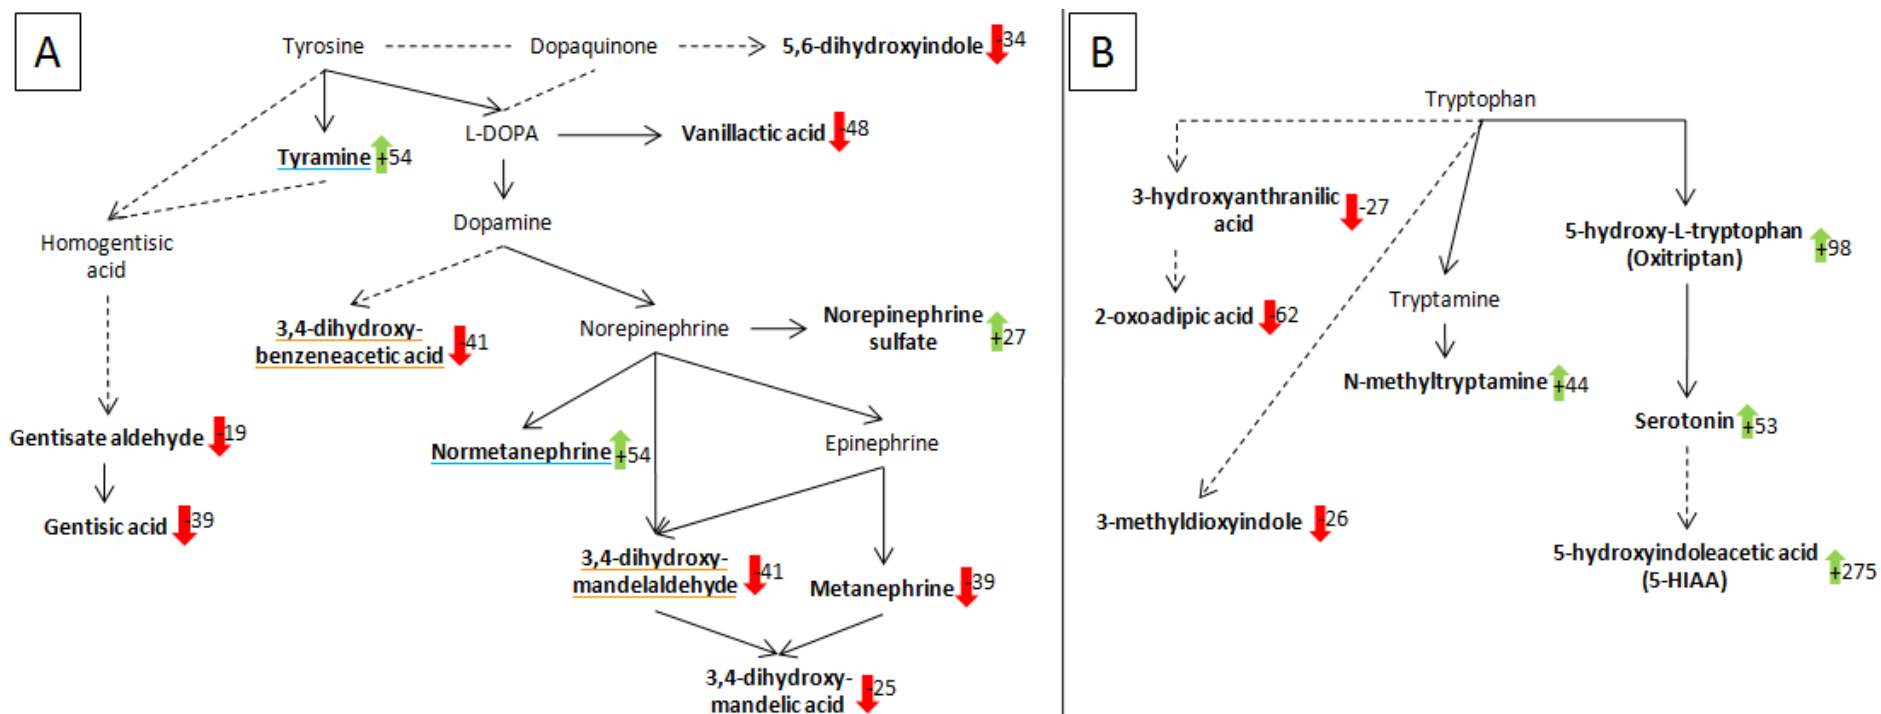 A
Tyrosine
Dopaquinone
5,6-dihydroxyindole -34
L-DOPA
Vanillactic acid -48
Tyramine +54
Dopamine
Homogentisic
acid
3,4-dihydroxy-
benzeneacetic acid -41
Norepinephrine
Norepinephrine
sulfate +27
Gentisate aldehyde -19
Normetanephrine +54
Epinephrine
Gentisic acid -39
3,4-dihydroxy-
mandelaldehyde -41
Metanephrine -39
3,4-dihydroxy-
mandelic acid -25
B
Tryptophan
3-hydroxyanthranilic
acid -27
5-hydroxy-L-tryptophan
(Oxitriptan) +98
2-oxoadipic acid -62
Tryptamine
N-methyltryptamine +44
Serotonin +53
3-methyldioxyindole -26
5-hydroxyindoleacetic acid
(5-HIAA) +275